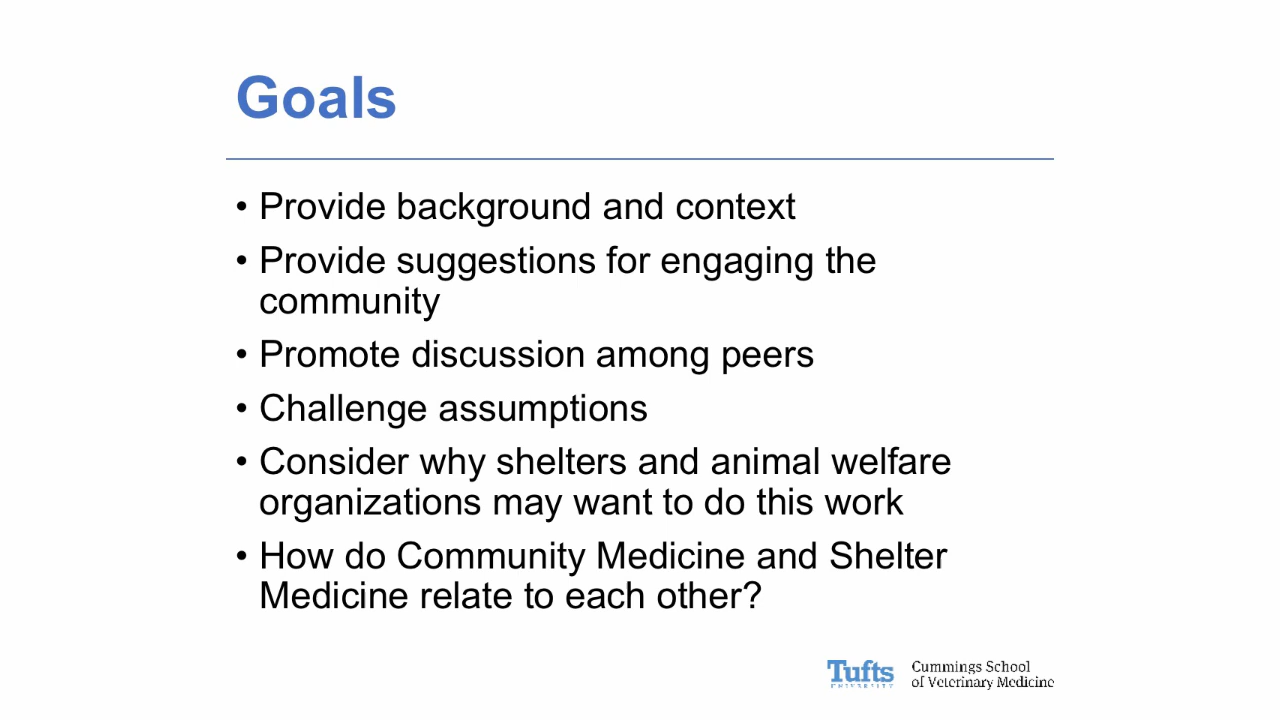 Goals
• Provide background and context
• Provide suggestions for engaging the
community
• Promote discussion among peers
• Challenge assumptions
• Consider why shelters and animal welfare
organizations may want to do this work
• How do Community Medicine and Shelter
Medicine relate to each other?
Tufts
UNIVERSITY
Cummings School
of Veterinary Medicine